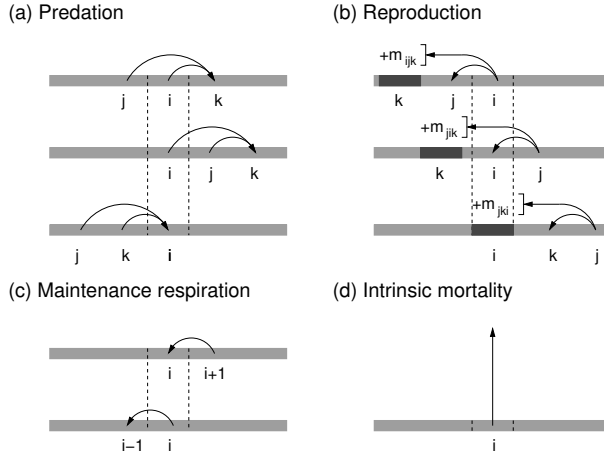 (a) Predation
j i k
i j k
j k i
(b) Reproduction
+m ijk
k j i
+m jik
k i j
+m jki
i k j
(c) Maintenance respiration
i i+1
i−1 i
(d) Intrinsic mortality
i